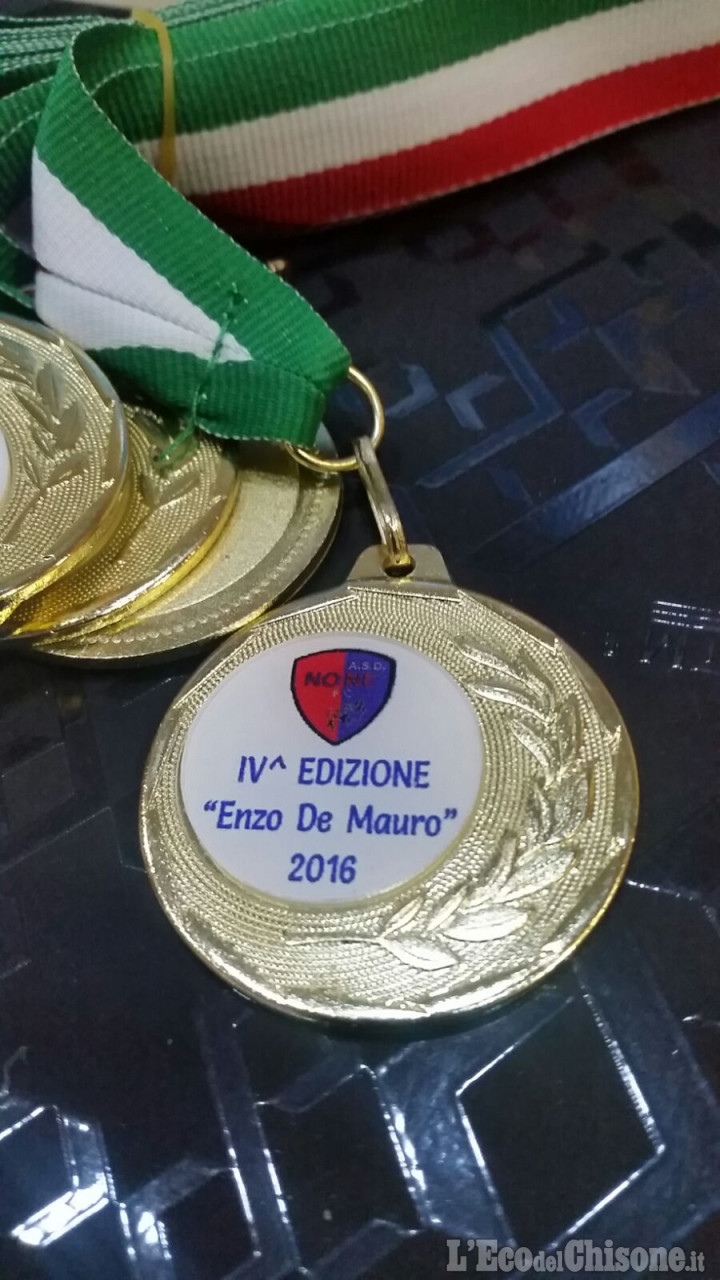 A.S.D.
NONE
IV^ EDIZIONE
“Enzo De Mauro”
2016
L'EcodelChisone.it